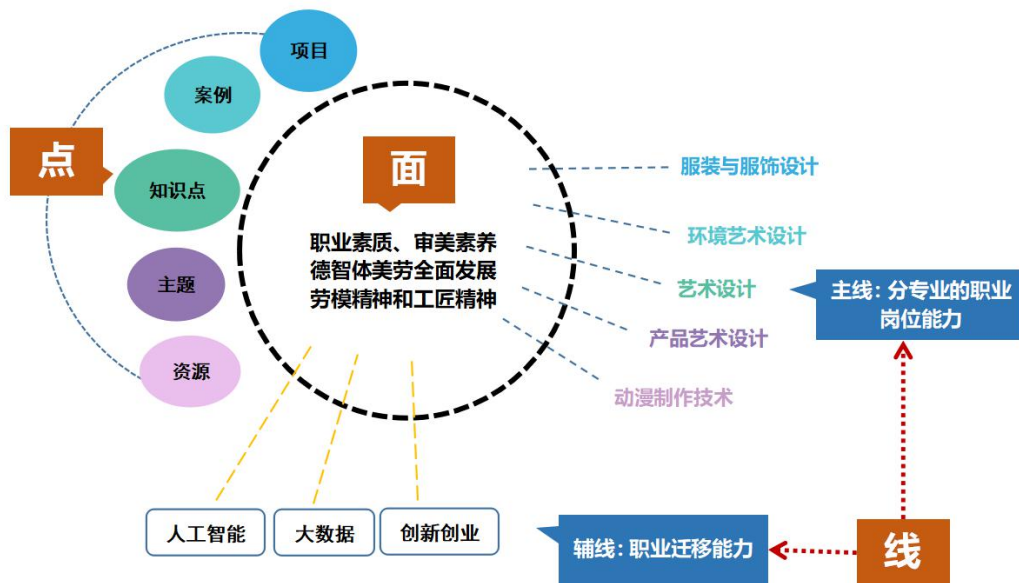 项目
案例
点
知识点
主题
资源
面
职业素质、审美素养
德智体美劳全面发展
劳模精神和工匠精神
服装与服饰设计
环境艺术设计
艺术设计
产品艺术设计
动漫制作技术
主线：分专业的职业
岗位能力
人工智能
大数据
创新创业
辅线：职业迁移能力
线